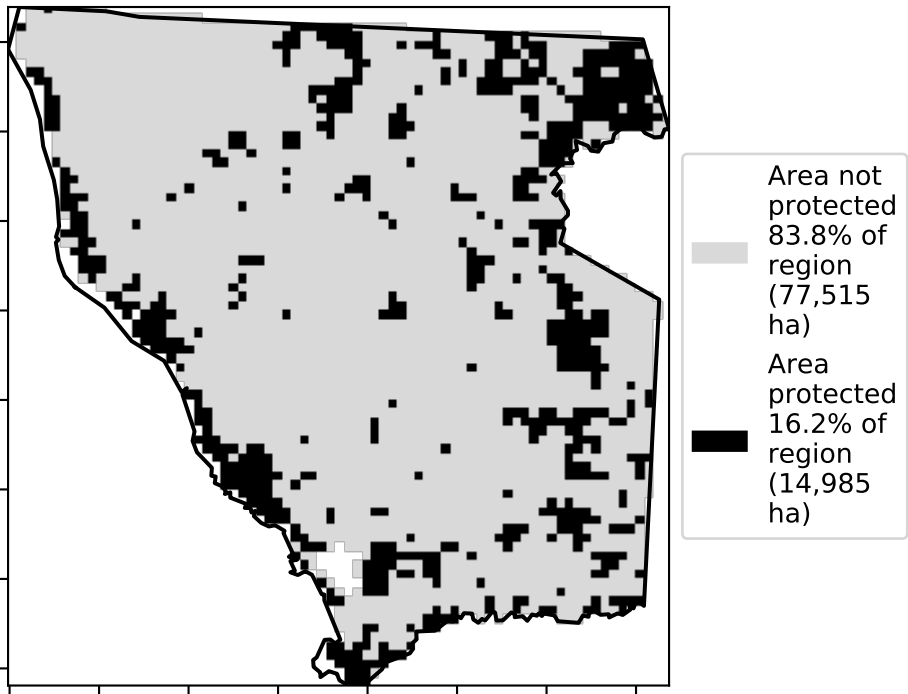 Area not
protected
83.8% of
region
(77,515
ha)
Area
protected
16.2% of
region
(14,985
ha)